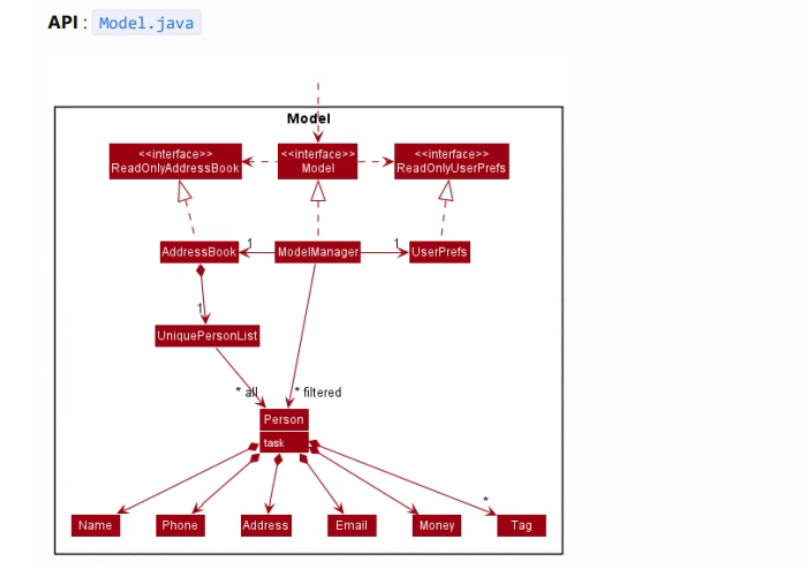 API : Model.java
Model
<<interface>>
ReadOnlyAddressBook
<<interface>>
Model
<<interface>>
ReadOnlyUserPrefs
AddressBook
1
ModelManager
1
UserPrefs
1
UniquePersonList
* all
* filtered
Person
task
*
Name
Phone
Address
Email
Money
Tag